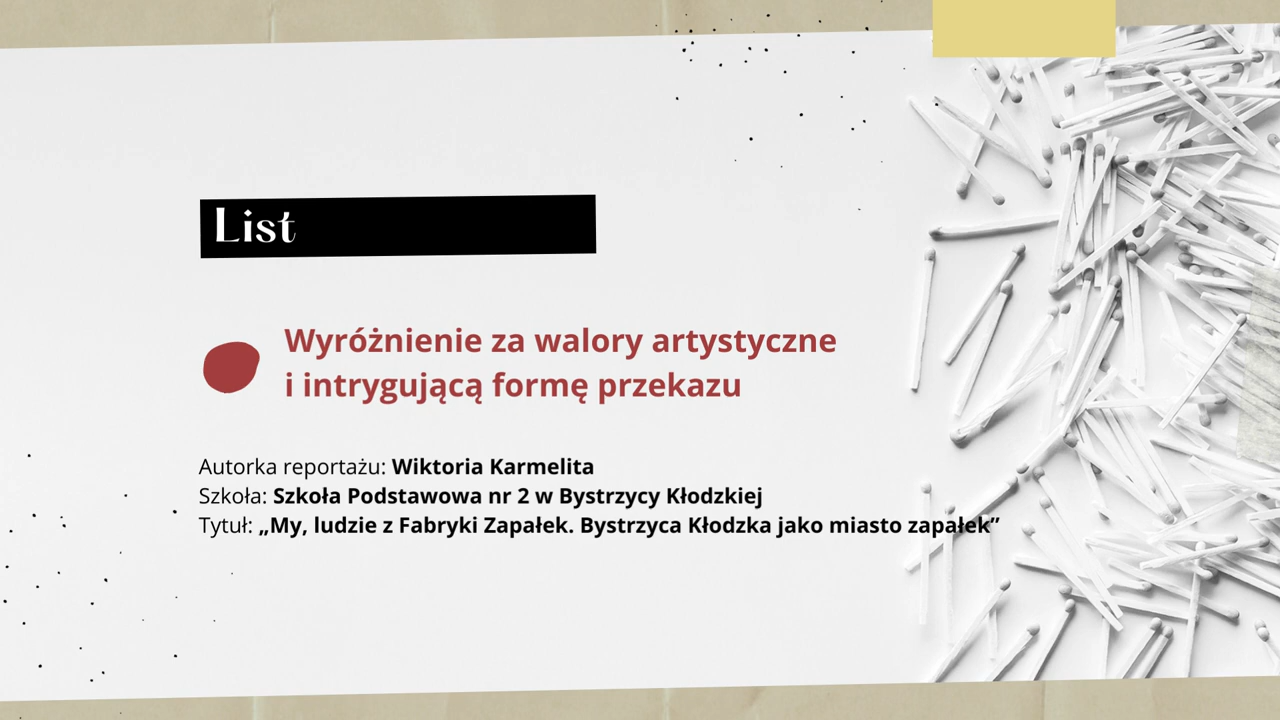 List
Wyróżnienie za walory artystyczne
i intrygującą formę przekazu
Autorka reportażu: Wiktoria Karmelita
Szkoła: Szkoła Podstawowa nr 2 w Bystrzycy Kłodzkiej
Tytuł: „My, ludzie z Fabryki Zapałek. Bystrzyca Kłodzka jako miasto zapałek”